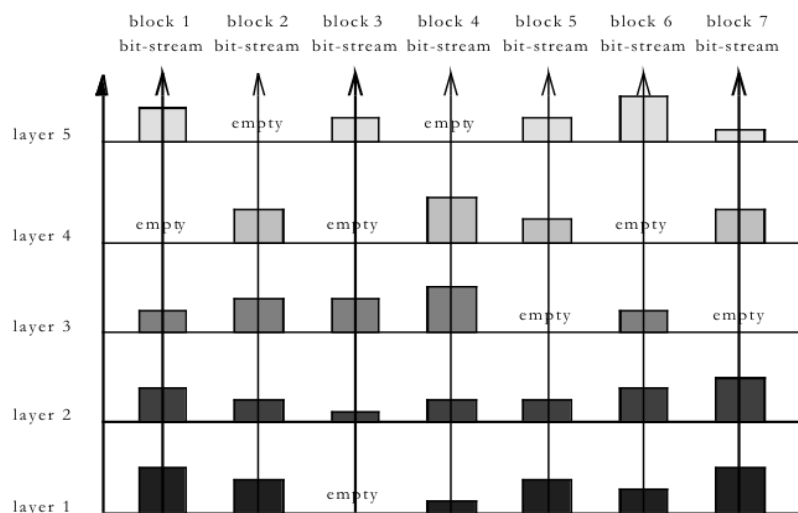 block 1 block 2 block 3 block 4 block 5 block 6 block 7
bit-stream bit-stream bit-stream bit-stream bit-stream bit-stream bit-stream
empty empty
layer 5
empty empty empty
layer 4
empty empty
layer 3
layer 2
empty
layer 1